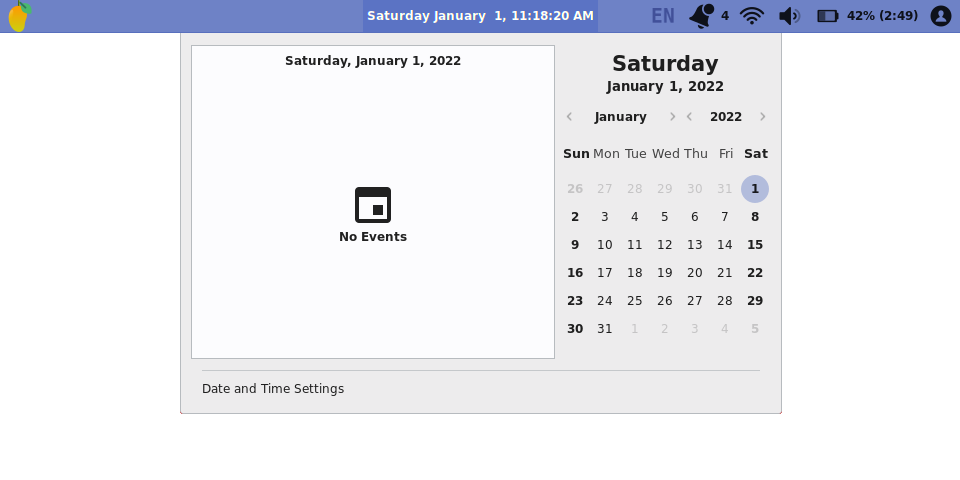 Saturday January  1, 11:18:20 AM
EN
4
42% (2:49)
Saturday, January 1, 2022
No Events
Saturday
January 1, 2022
January
2022
Sun Mon Tue Wed Thu Fri Sat
26 27 28 29 30 31 1
2 3 4 5 6 7 8
9 10 11 12 13 14 15
16 17 18 19 20 21 22
23 24 25 26 27 28 29
30 31 1 2 3 4 5
Date and Time Settings